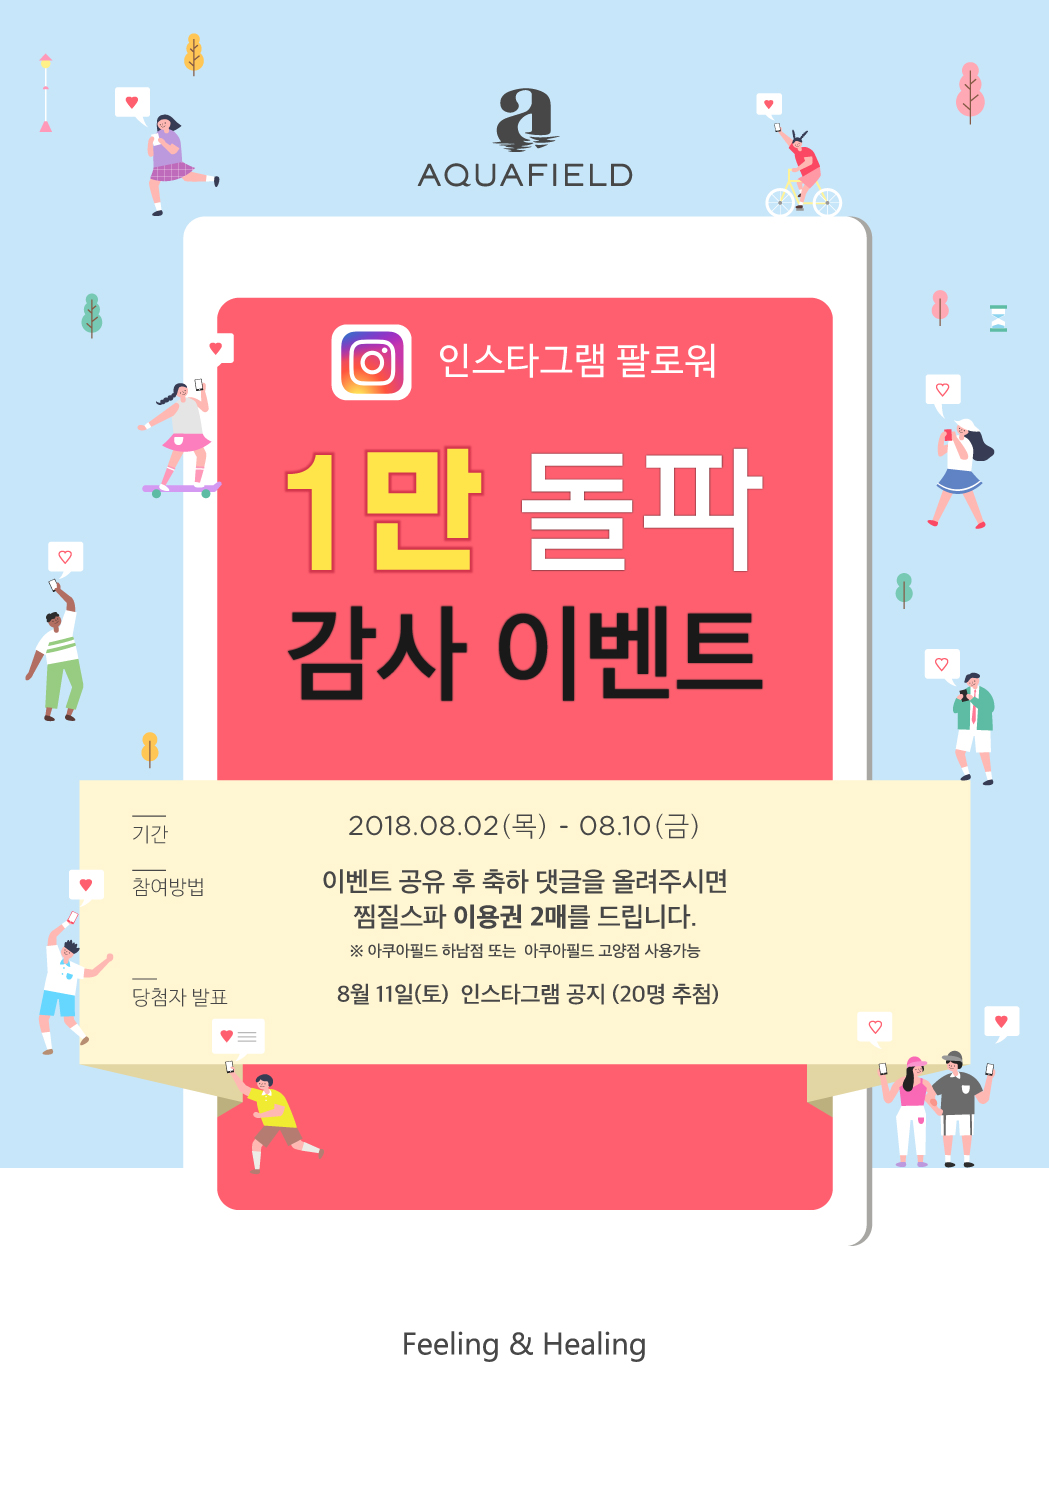 a
AQUAFIELD
인스타그램 팔로워
1만 돌파
감사 이벤트
기간
2018.08.02(목) - 08.10(금)
참여방법
이벤트 공유 후 축하 댓글을 올려주시면
찜질스파 이용권 2매를 드립니다.
※ 아쿠아필드 하남점 또는 아쿠아필드 고양점 사용가능
당첨자 발표
8월 11일(토) 인스타그램 공지 (20명 추첨)
Feeling & Healing